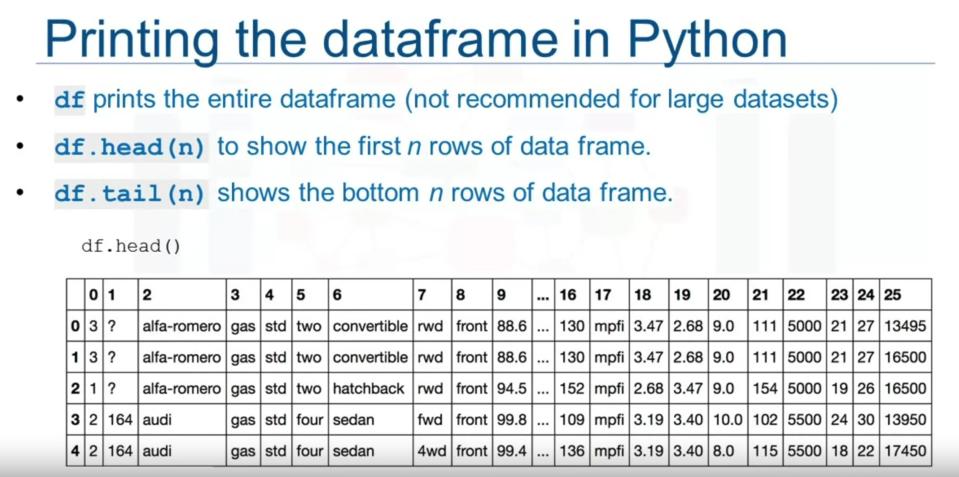 Printing the dataframe in Python
• df prints the entire dataframe (not recommended for large datasets)
• df.head(n) to show the first n rows of data frame.
• df.tail(n) shows the bottom n rows of data frame.
df.head()
0 1 2 3 4 5 6 7 8 9 ... 16 17 18 19 20 21 22 23 24 25
0 3 ? alfa-romero gas std two convertible rwd front 88.6 ... 130 mpfi 3.47 2.68 9.0 111 5000 21 27 13495
1 3 ? alfa-romero gas std two convertible rwd front 88.6 ... 130 mpfi 3.47 2.68 9.0 111 5000 21 27 16500
2 1 ? alfa-romero gas std two hatchback rwd front 94.5 ... 152 mpfi 2.68 3.47 9.0 154 5000 19 26 16500
3 2 164 audi gas std four sedan fwd front 99.8 ... 109 mpfi 3.19 3.40 10.0 102 5500 24 30 13950
4 2 164 audi gas std four sedan 4wd front 99.4 ... 136 mpfi 3.19 3.40 8.0 115 5500 18 22 17450